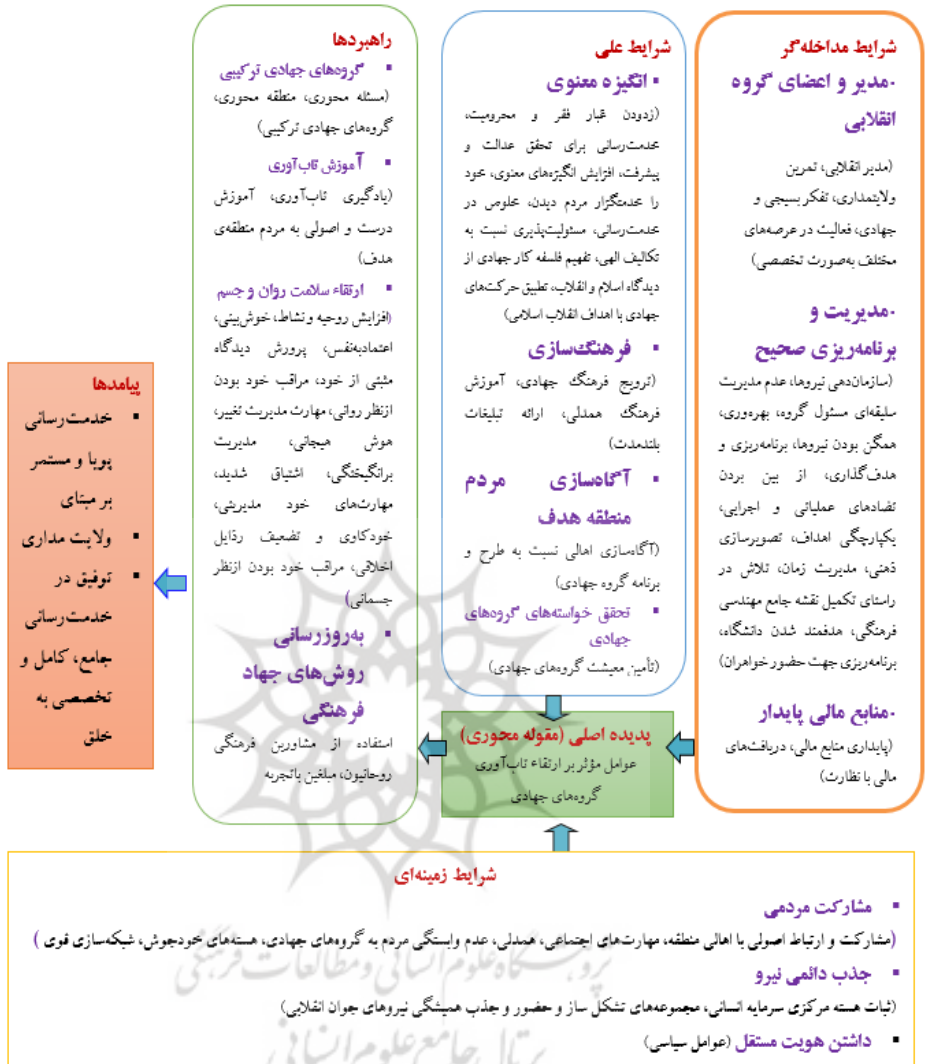 شرایط مداخله‌گر
-مدیر و اعضای گروه
انقلابی
(مدیر انقلابی، تمرین
ولایتمداری، تفکر بسیجی و
جهادی، فعالیت در عرصه‌های
مختلف به‌صورت تخصصی)
-مدیریت و
برنامه‌ریزی صحیح
(سازمان‌دهی نیروها، عدم مدیریت
سلیقه‌ای مسئول گروه، بهره‌وری،
همگن بودن نیروها، برنامه‌ریزی و
هدف‌گذاری، از بین بردن
تضادهای عملیاتی و اجرایی،
یکپارچگی اهداف، تصویرسازی
ذهنی، مدیریت زمان، تلاش در
راستای تکمیل نقشه جامع مهندسی
فرهنگی، هدفمند شدن دانشگاه،
برنامه‌ریزی جهت حضور خواهران)
-منابع مالی پایدار
(پایداری منابع مالی، دریافت‌های
مالی با نظارت)
شرایط علی
▪ انگیزه معنوی
(زدودن غبار فقر و محرومیت،
خدمت‌رسانی برای تحقق عدالت و
پیشرفت، افزایش انگیزه‌های معنوی، خود
را خدمتگزار مردم دیدن، خلوص در
خدمت‌رسانی، مسئولیت‌پذیری نسبت به
تکالیف الهی، تفهیم فلسفه کار جهادی از
دیدگاه اسلام و انقلاب، تطبیق حرکت‌های
جهادی با اهداف انقلاب اسلامی)
▪ فرهنگ‌سازی
(ترویج فرهنگ جهادی، آموزش
فرهنگ همدلی، ارائه تبلیغات
بلندمدت)
▪ آگاه‌سازی مردم
منطقه هدف
(آگاه‌سازی اهالی نسبت به طرح و
برنامه گروه جهادی)
▪ تحقق خواسته‌های گروه‌های
جهادی
(تأمین معیشت گروه‌های جهادی)
پدیده اصلی (مقوله محوری)
عوامل مؤثر بر ارتقاء تاب‌آوری
گروه‌های جهادی
راهبردها
▪ گروه‌های جهادی ترکیبی
(مسئله محوری، منطقه محوری،
گروه‌های جهادی ترکیبی)
▪ آموزش تاب‌آوری
(یادگیری تاب‌آوری، آموزش
درست و اصولی به مردم منطقه‌ی
هدف)
▪ ارتقاء سلامت روان و جسم
(افزایش روحیه و نشاط، خوش‌بینی،
اعتمادبه‌نفس، پرورش دیدگاه
مثبتی از خود، مراقب خود بودن
ازنظر روانی، مهارت مدیریت تغییر،
هوش هیجانی، مدیریت
برانگیختگی، اشتیاق شدید،
مهارت‌های خود مدیریتی،
خودکاوی و تضعیف رذایل
اخلاقی، مراقب خود بودن ازنظر
جسمانی)
▪ به‌روزرسانی
روش‌های جهاد
فرهنگی
استفاده از مشاورین فرهنگی
روحانیون، مبلغین باتجربه
پیامدها
▪ خدمت‌رسانی
پویا و مستمر
بر مبنای
▪ ولایت مداری
▪ توفیق در
خدمت‌رسانی
جامع، کامل و
تخصصی به
خلق
شرایط زمینه‌ای
▪ مشارکت مردمی
(مشارکت و ارتباط اصولی با اهالی منطقه، مهارت‌های اجتماعی، همدلی، عدم وابستگی مردم به گروه‌های جهادی، هسته‌های خودجوش، شبکه‌سازی قوی )
▪ جذب دائمی نیرو
(ثبات هسته مرکزی سرمایه انسانی، مجموعه‌های تشکل ساز و حضور و جذب همیشگی نیروهای جوان انقلابی)
▪ داشتن هویت مستقل (عوامل سیاسی)
پژوهشگاه علوم انسانی و مطالعات فرهنگی
پرتال جامع علوم انسانی